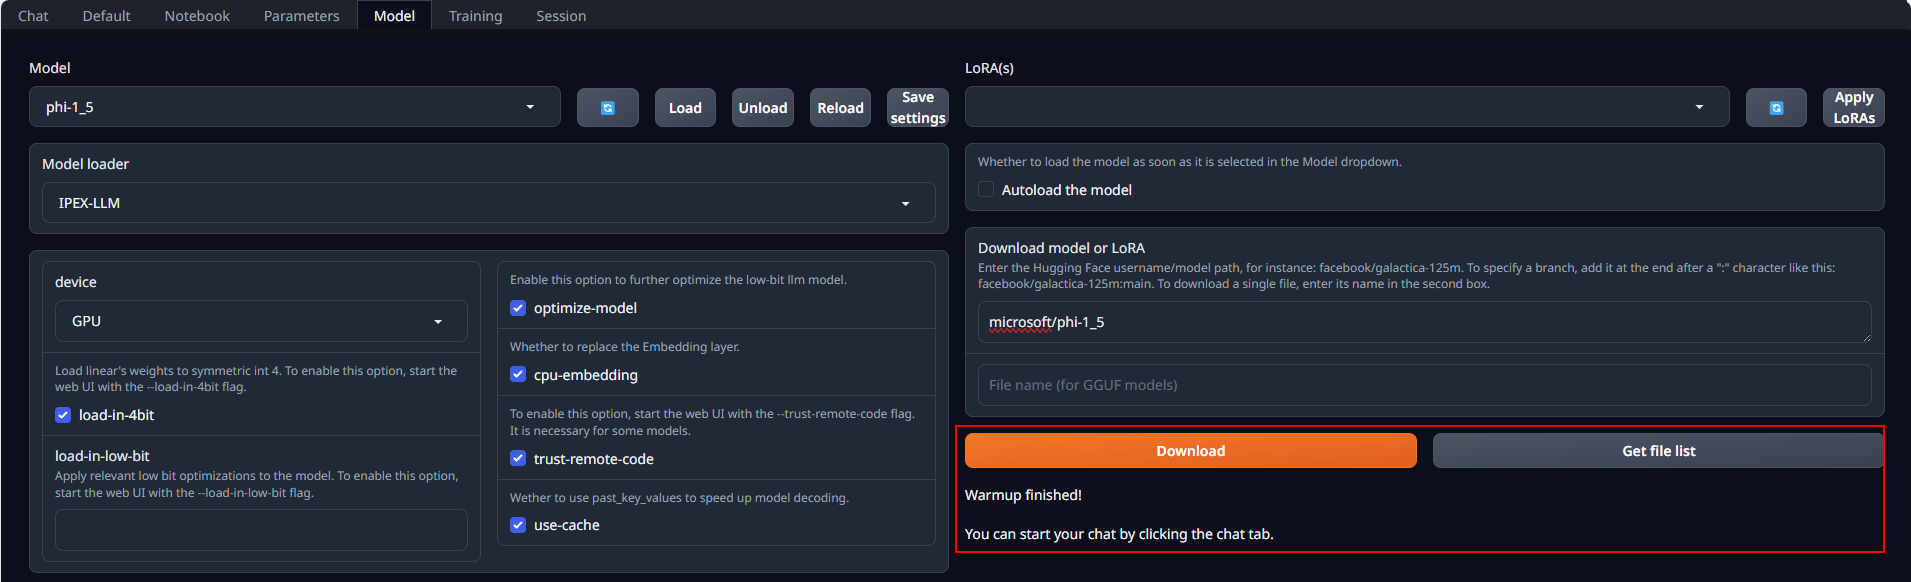 Chat Default Notebook Parameters Model Training Session
Model
phi-1_5
Load
Unload
Reload
Save
settings
Model loader
IPEX-LLM
device
GPU
Load linear's weights to symmetric int 4. To enable this option, start the
web UI with the --load-in-4bit flag.
load-in-4bit
load-in-low-bit
Apply relevant low bit optimizations to the model. To enable this option,
start the web UI with the --load-in-low-bit flag.
Enable this option to further optimize the low-bit llm model.
optimize-model
Whether to replace the Embedding layer.
cpu-embedding
To enable this option, start the web UI with the --trust-remote-code flag.
It is necessary for some models.
trust-remote-code
Wether to use past_key_values to speed up model decoding.
use-cache
LoRA(s)
Apply
LoRAs
Whether to load the model as soon as it is selected in the Model dropdown.
Autoload the model
Download model or LoRA
Enter the Hugging Face username/model path, for instance: facebook/galactica-125m. To specify a branch, add it at the end after a ":" character like this:
facebook/galactica-125m:main. To download a single file, enter its name in the second box.
microsoft/phi-1_5
File name (for GGUF models)
Download
Get file list
Warmup finished!
You can start your chat by clicking the chat tab.